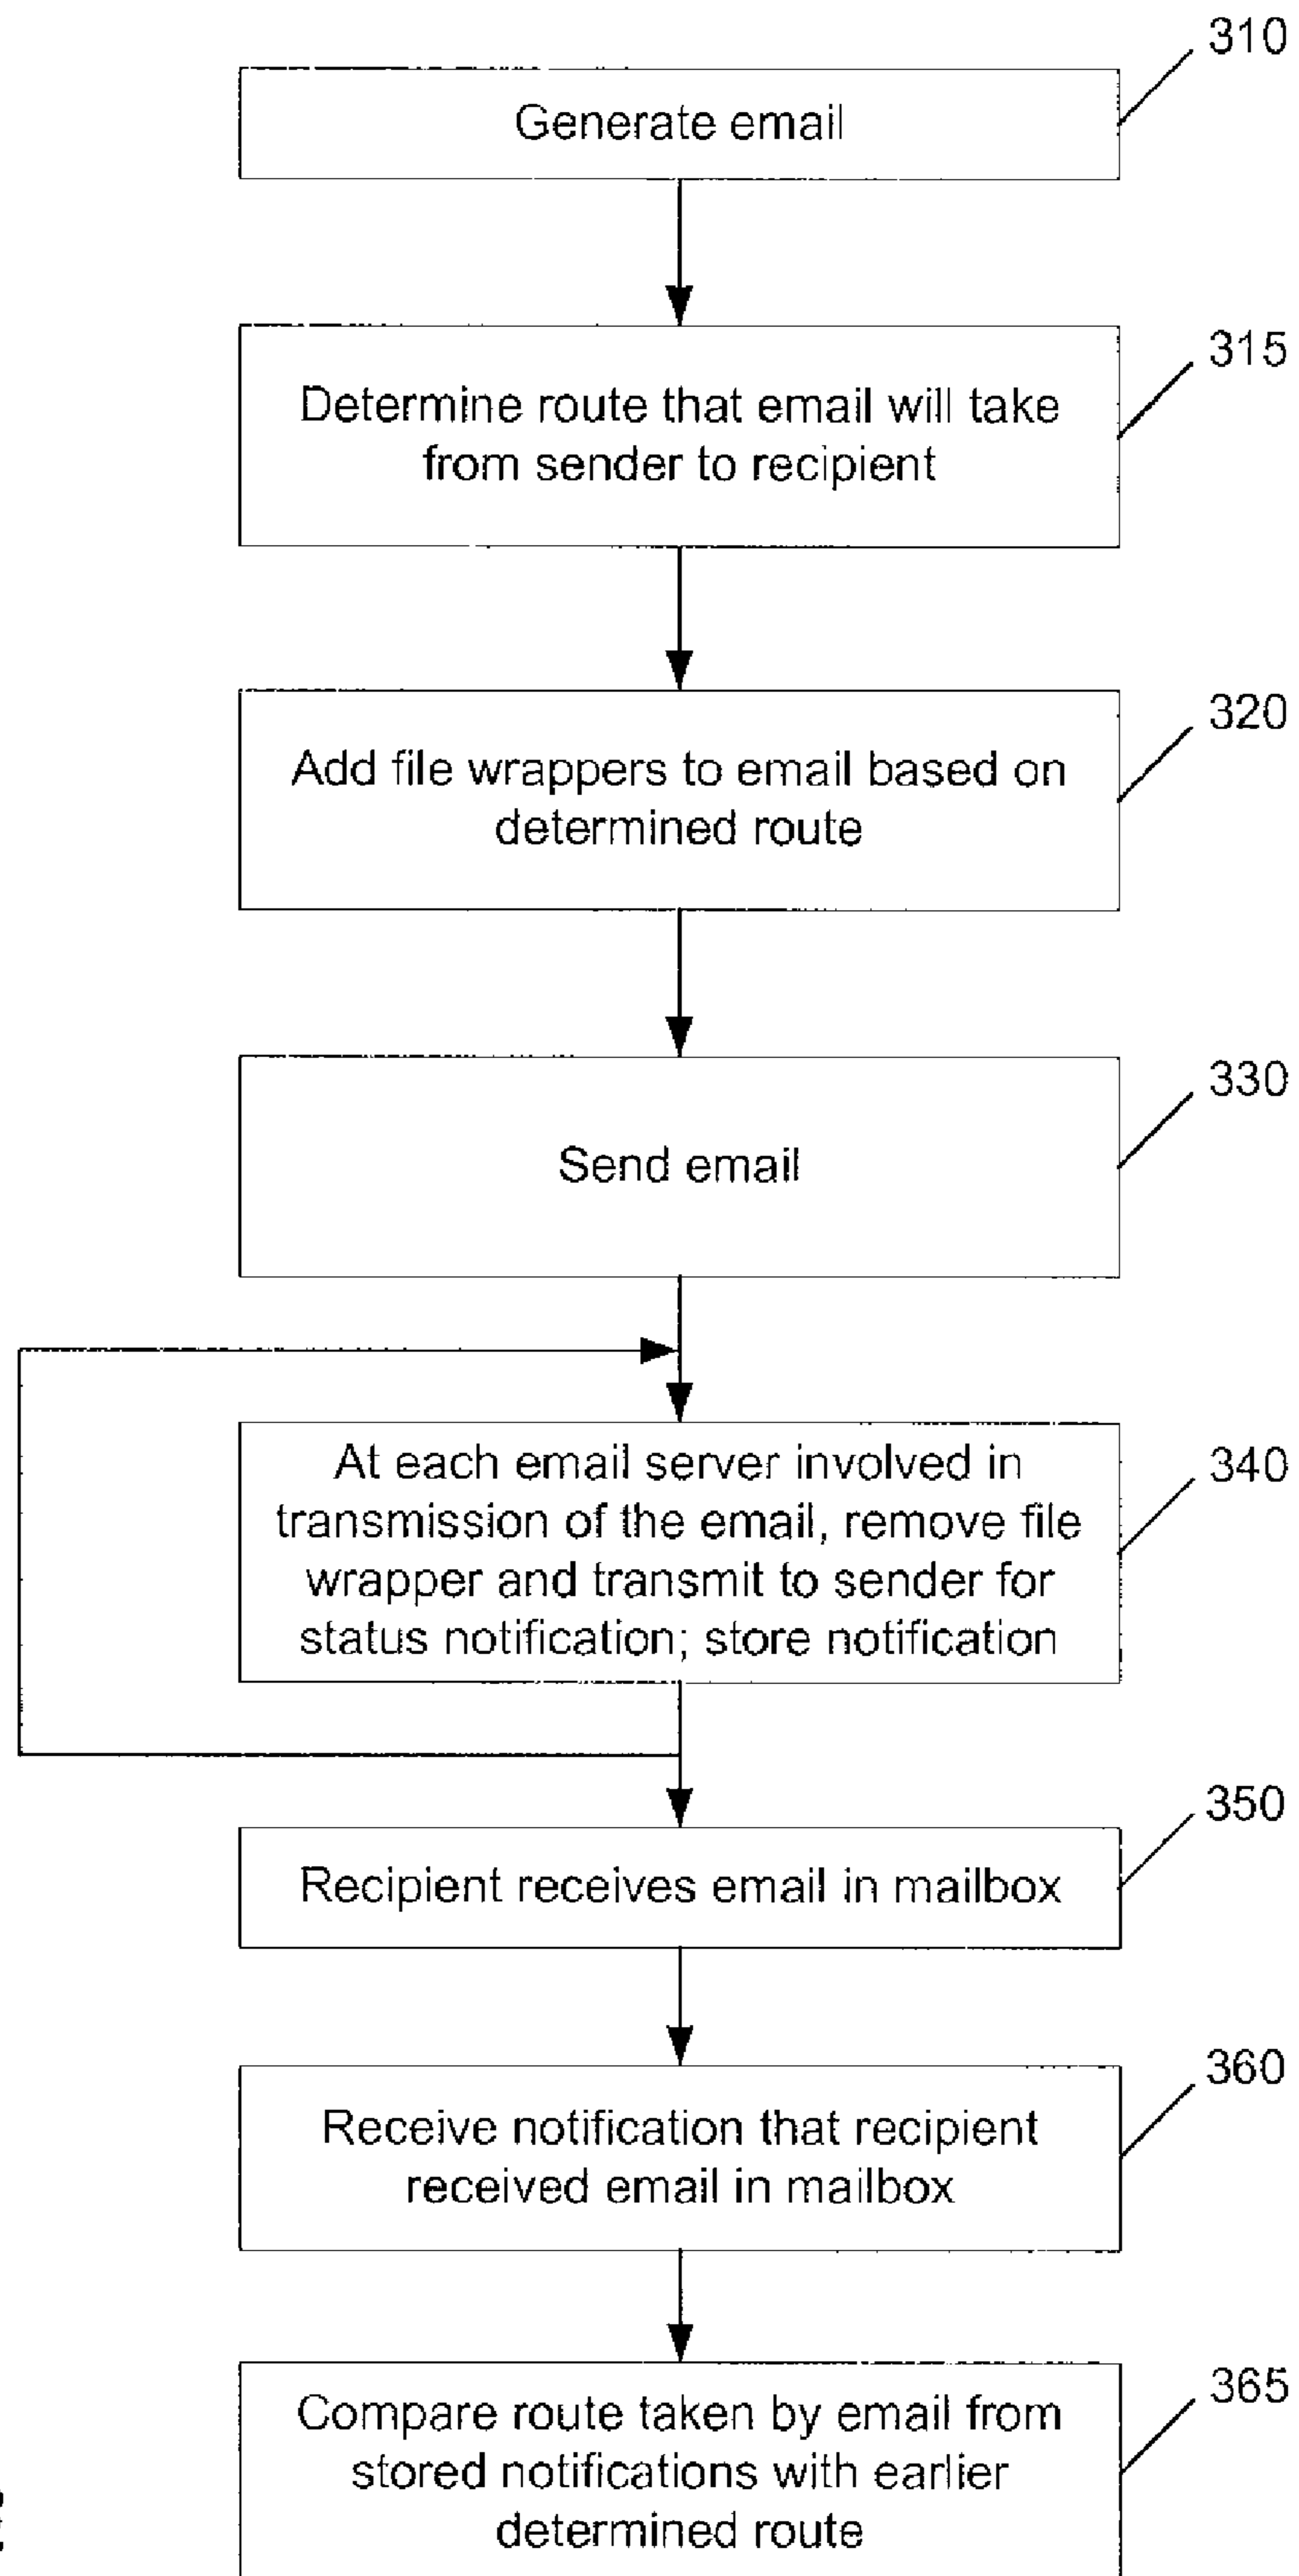 310
Generate email
315
Determine route that email will take
from sender to recipient
320
Add file wrappers to email based on
determined route
330
Send email
340
At each email server involved in
transmission of the email, remove file
wrapper and transmit to sender for
status notification; store notification
350
Recipient receives email in mailbox
360
Receive notification that recipient
received email in mailbox
365
Compare route taken by email from
stored notifications with earlier
determined route